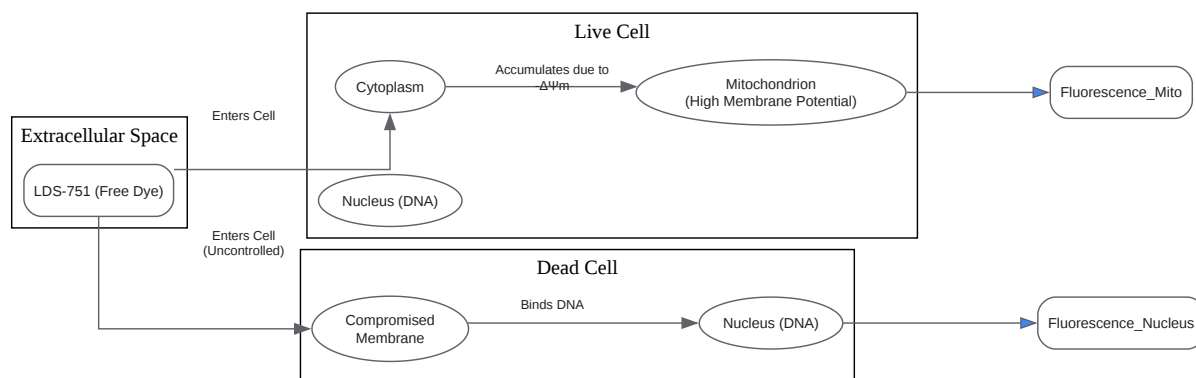 Live Cell
Cytoplasm
Accumulates due to
-ΔΨm
Mitochondrion
(High Membrane Potential)
Fluorescence_Mito
Enters Cell
Extracellular Space
LDS-751 (Free Dye)
Nucleus (DNA)
Enters Cell
(Uncontrolled)
Dead Cell
Compromised
Membrane
Binds DNA
Nucleus (DNA)
Fluorescence_Nucleus